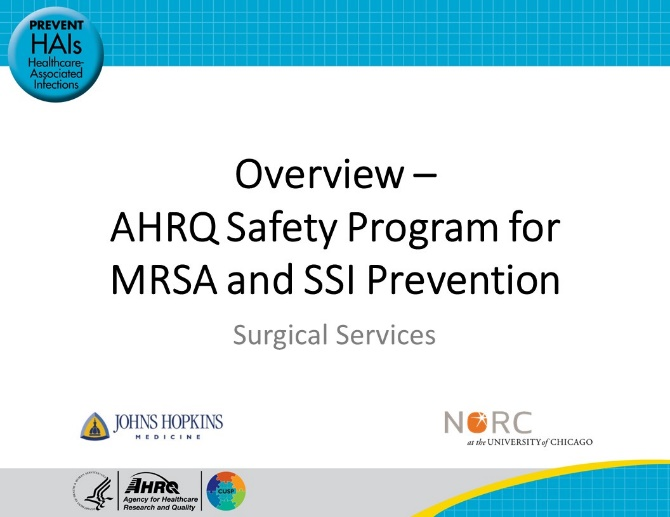 PREVENT
HAIs
Healthcare-
Associated
Infections
Overview –
AHRQ Safety Program for
MRSA and SSI Prevention
Surgical Services
JOHNS HOPKINS
MEDICINE
NORC
at the UNIVERSITY of CHICAGO
AHRQ
Agency for Healthcare
Research and Quality
CUSP